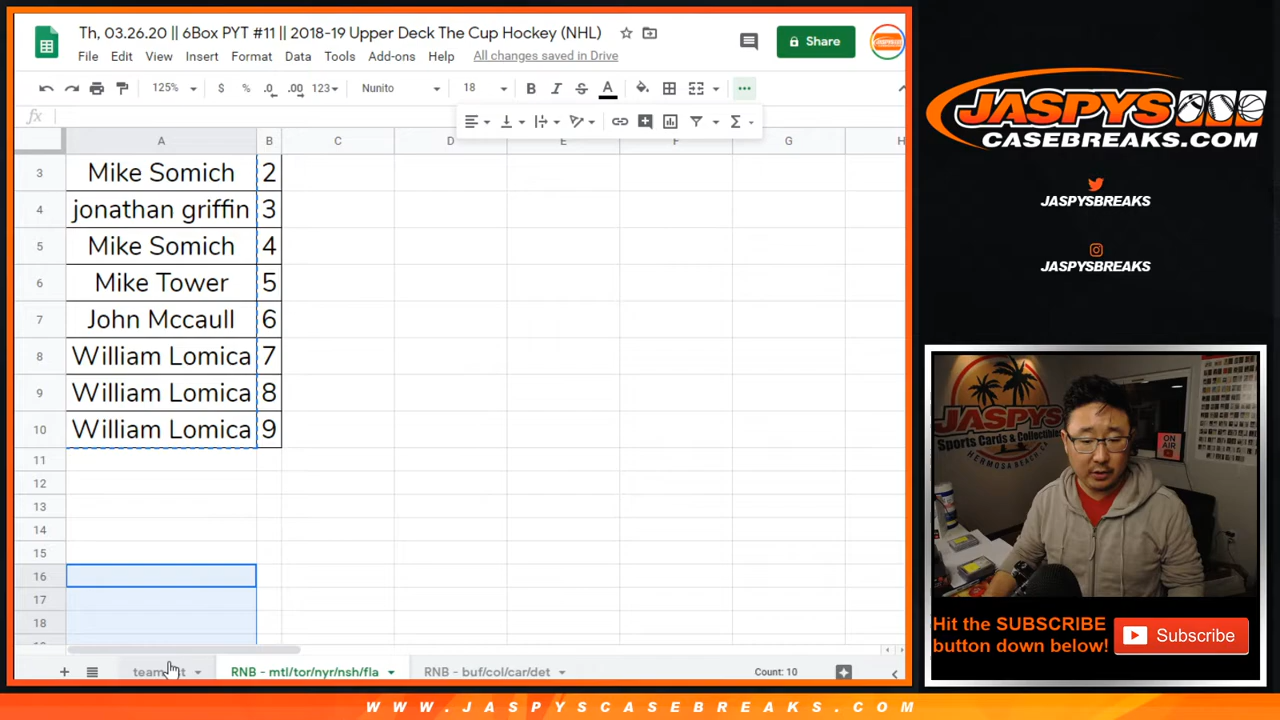 Th, 03.26.20 || 6Box PYT #11 || 2018-19 Upper Deck The Cup Hockey (NHL)
File Edit View Insert Format Data Tools Add-ons Help All changes saved in Drive
Share
125% $ % .0 .00 123 Nunito 18 B I S A
fx
A B C D E F G H
3 Mike Somich 2
4 jonathan griffin 3
5 Mike Somich 4
6 Mike Tower 5
7 John Mccaull 6
8 William Lomica 7
9 William Lomica 8
10 William Lomica 9
11
12
13
14
15
16
17
18
RNB - mtl/tor/nyr/nsh/fla RNB - buf/col/car/det Count: 10
JASPYS
CASEBREAKS.COM
JASPYSBREAKS
JASPYSBREAKS
JASPYS
Sports Cards & Collectibles
HERMOSA BEACH, CA
ON AIR
Hit the SUBSCRIBE
button down below!
Subscribe
WWW.JASPYSCASEBREAKS.COM